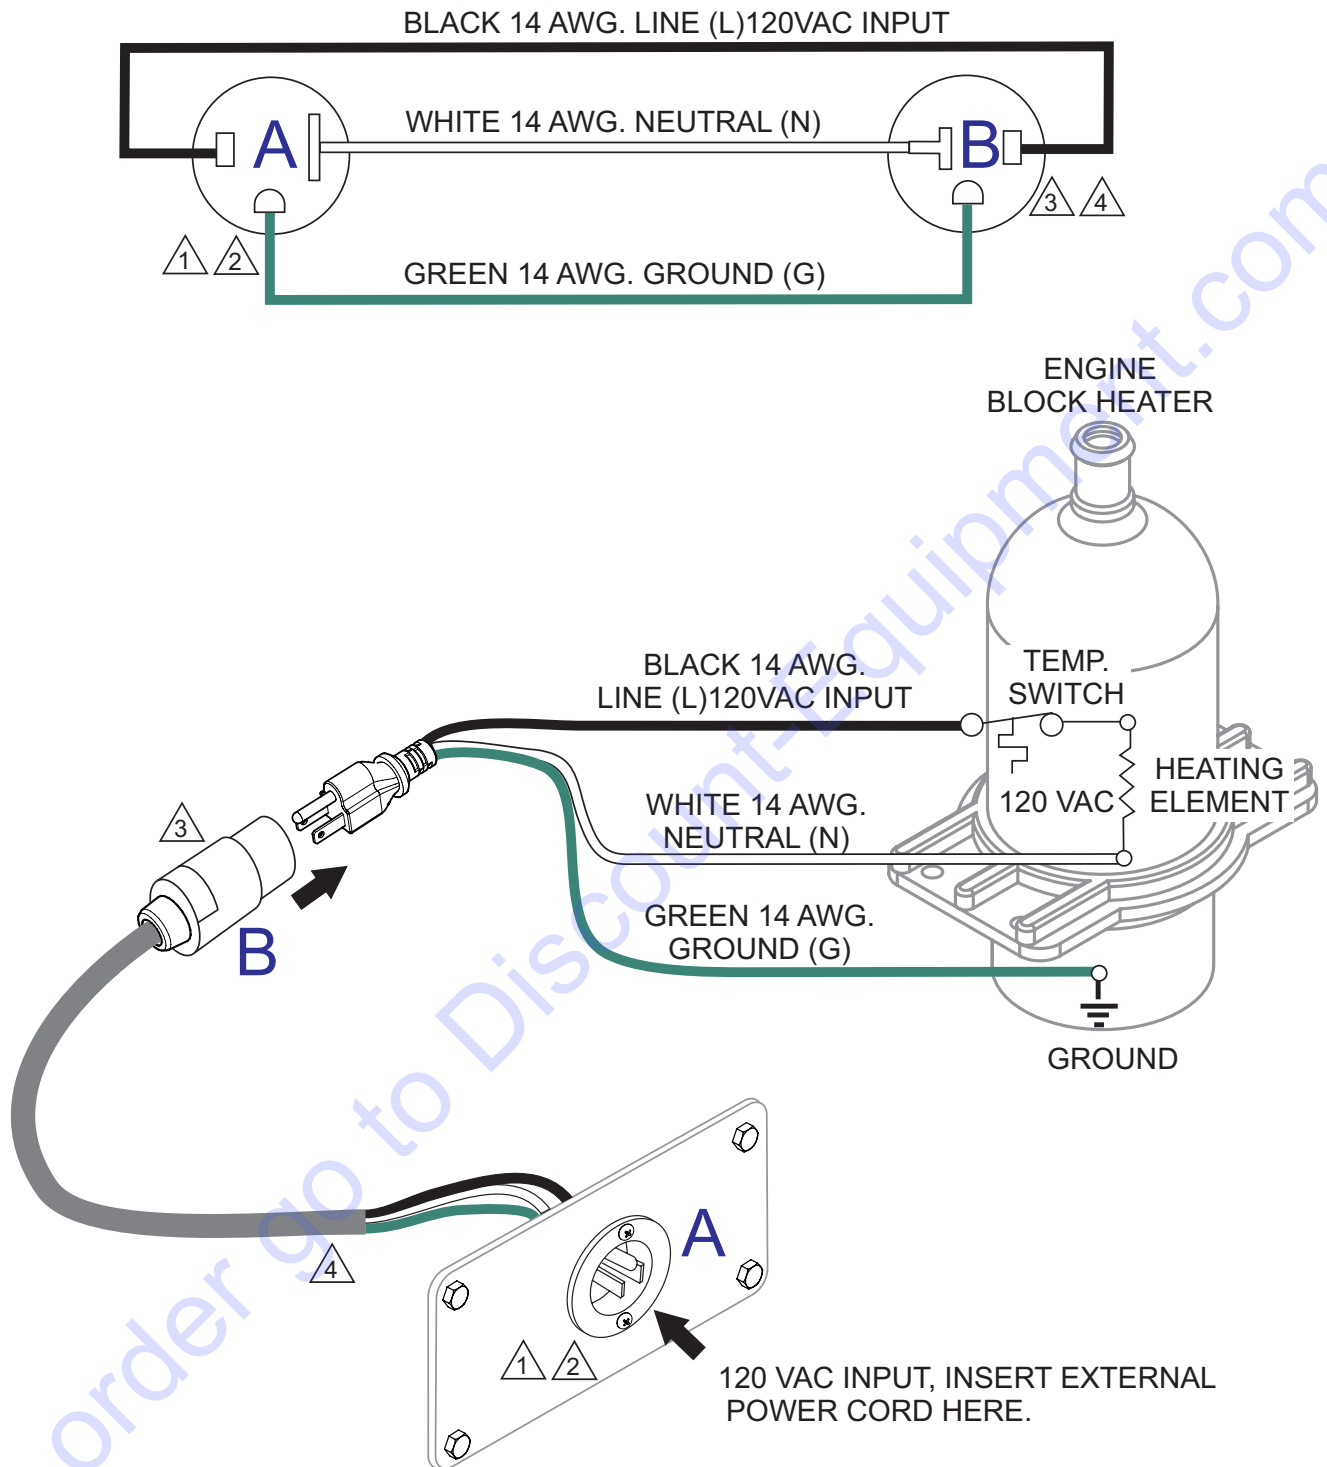 BLACK 14 AWG. LINE (L)120VAC INPUT
A
WHITE 14 AWG. NEUTRAL (N)
B
1
2
3
4
GREEN 14 AWG. GROUND (G)
ENGINE
BLOCK HEATER
BLACK 14 AWG.
LINE (L)120VAC INPUT
TEMP.
SWITCH
120 VAC
HEATING
ELEMENT
WHITE 14 AWG.
NEUTRAL (N)
3
B
GREEN 14 AWG.
GROUND (G)
GROUND
A
4
1
2
120 VAC INPUT, INSERT EXTERNAL
POWER CORD HERE.
order go to Discount-Equipment.com